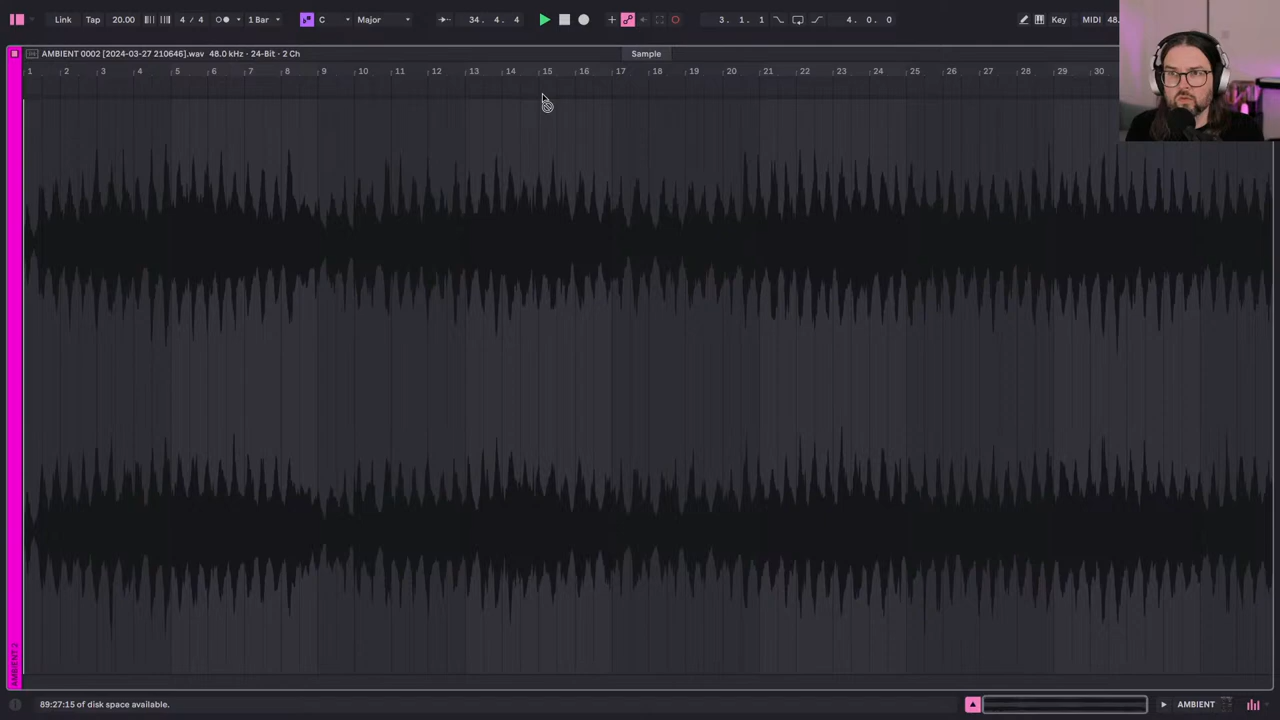 Link Tap 20.00 4 / 4 1 Bar C Major 34. 4. 4 3. 1. 1 4. 0. 0 Key MIDI 48.
AMBIENT 0002 [2024-03-27 210646].wav 48.0 kHz · 24-Bit · 2 Ch Sample
1 2 3 4 5 6 7 8 9 10 11 12 13 14 15 16 17 18 19 20 21 22 23 24 25 26 27 28 29 30
AMBIENT 2
89:27:15 of disk space available. AMBIENT